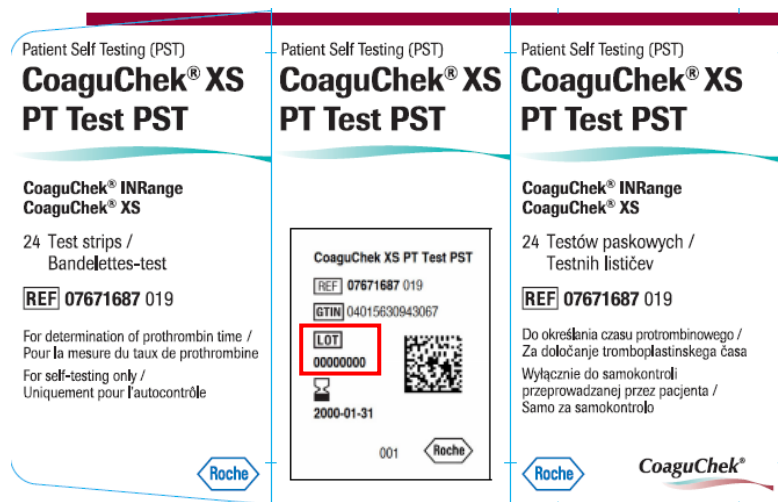 Patient Self Testing (PST)
CoaguChek® XS
PT Test PST
CoaguChek® INRange
CoaguChek® XS
24 Test strips /
Bandelettes-test
REF 07671687 019
For determination of prothrombin time /
Pour la mesure du taux de prothrombine
For self-testing only /
Uniquement pour l'autocontrôle
Roche
Patient Self Testing (PST)
CoaguChek® XS
PT Test PST
CoaguChek XS PT Test PST
REF 07671687 019
GTIN 04015630943067
LOT
00000000
2000-01-31
001
Roche
Patient Self Testing (PST)
CoaguChek® XS
PT Test PST
CoaguChek® INRange
CoaguChek® XS
24 Testów paskowych /
Testnih lističev
REF 07671687 019
Do określania czasu protrombinowego /
Za določanje tromboplastinskega časa
Wyłącznie do samokontroli
przeprowadzanej przez pacjenta /
Samo za samokontrolo
Roche
CoaguChek®